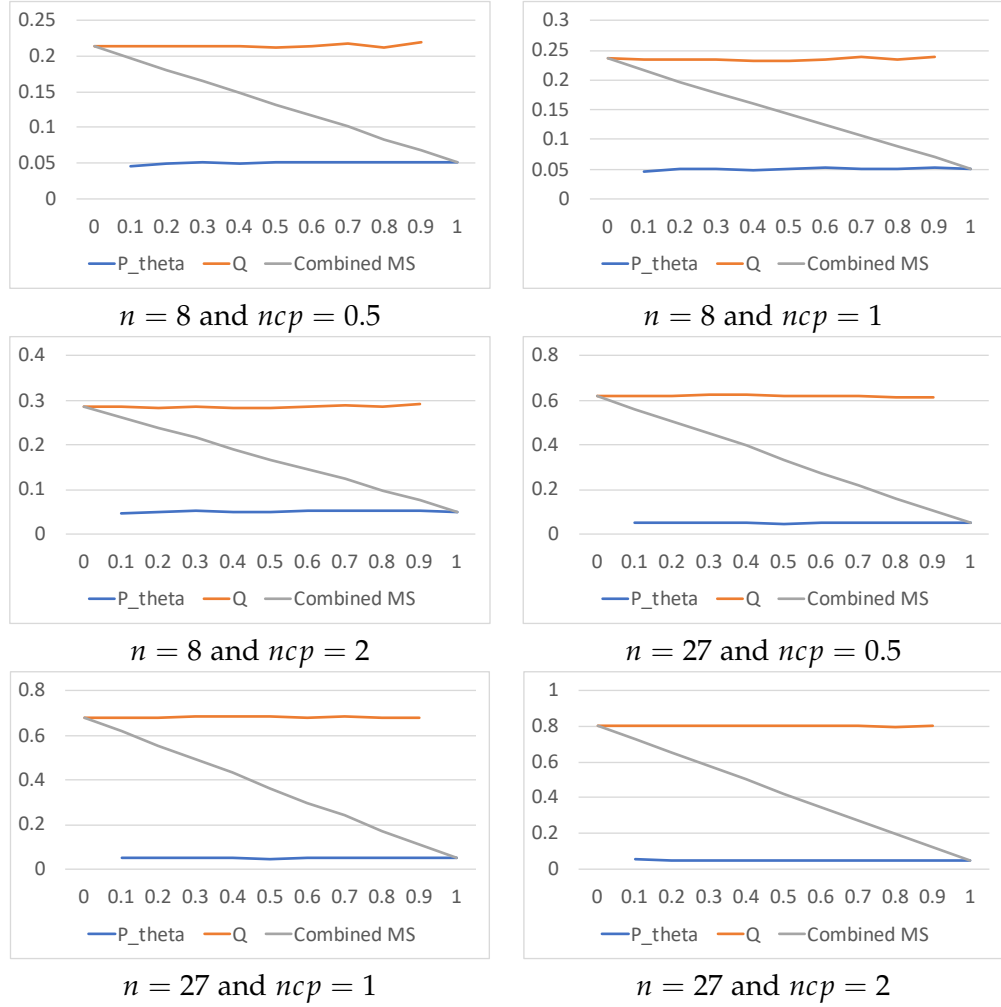 0.25
0.2
0.15
0.1
0.05
0
0 0.1 0.2 0.3 0.4 0.5 0.6 0.7 0.8 0.9 1
P_theta Q Combined MS
n = 8 and ncp = 0.5
0.3
0.25
0.2
0.15
0.1
0.05
0
0 0.1 0.2 0.3 0.4 0.5 0.6 0.7 0.8 0.9 1
P_theta Q Combined MS
n = 8 and ncp = 1
0.4
0.3
0.2
0.1
0
0 0.1 0.2 0.3 0.4 0.5 0.6 0.7 0.8 0.9 1
P_theta Q Combined MS
n = 8 and ncp = 2
0.8
0.6
0.4
0.2
0
0 0.1 0.2 0.3 0.4 0.5 0.6 0.7 0.8 0.9 1
P_theta Q Combined MS
n = 27 and ncp = 0.5
0.8
0.6
0.4
0.2
0
0 0.1 0.2 0.3 0.4 0.5 0.6 0.7 0.8 0.9 1
P_theta Q Combined MS
n = 27 and ncp = 1
1
0.8
0.6
0.4
0.2
0
0 0.1 0.2 0.3 0.4 0.5 0.6 0.7 0.8 0.9 1
P_theta Q Combined MS
n = 27 and ncp = 2